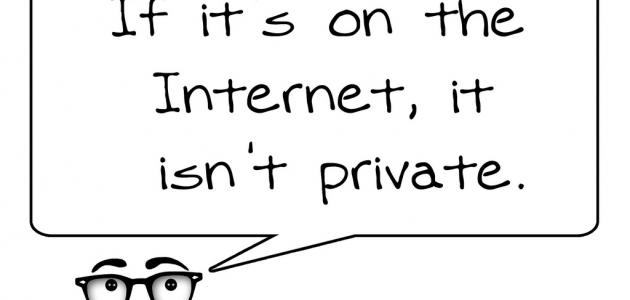 If it's on the
Internet, it
isn't private.